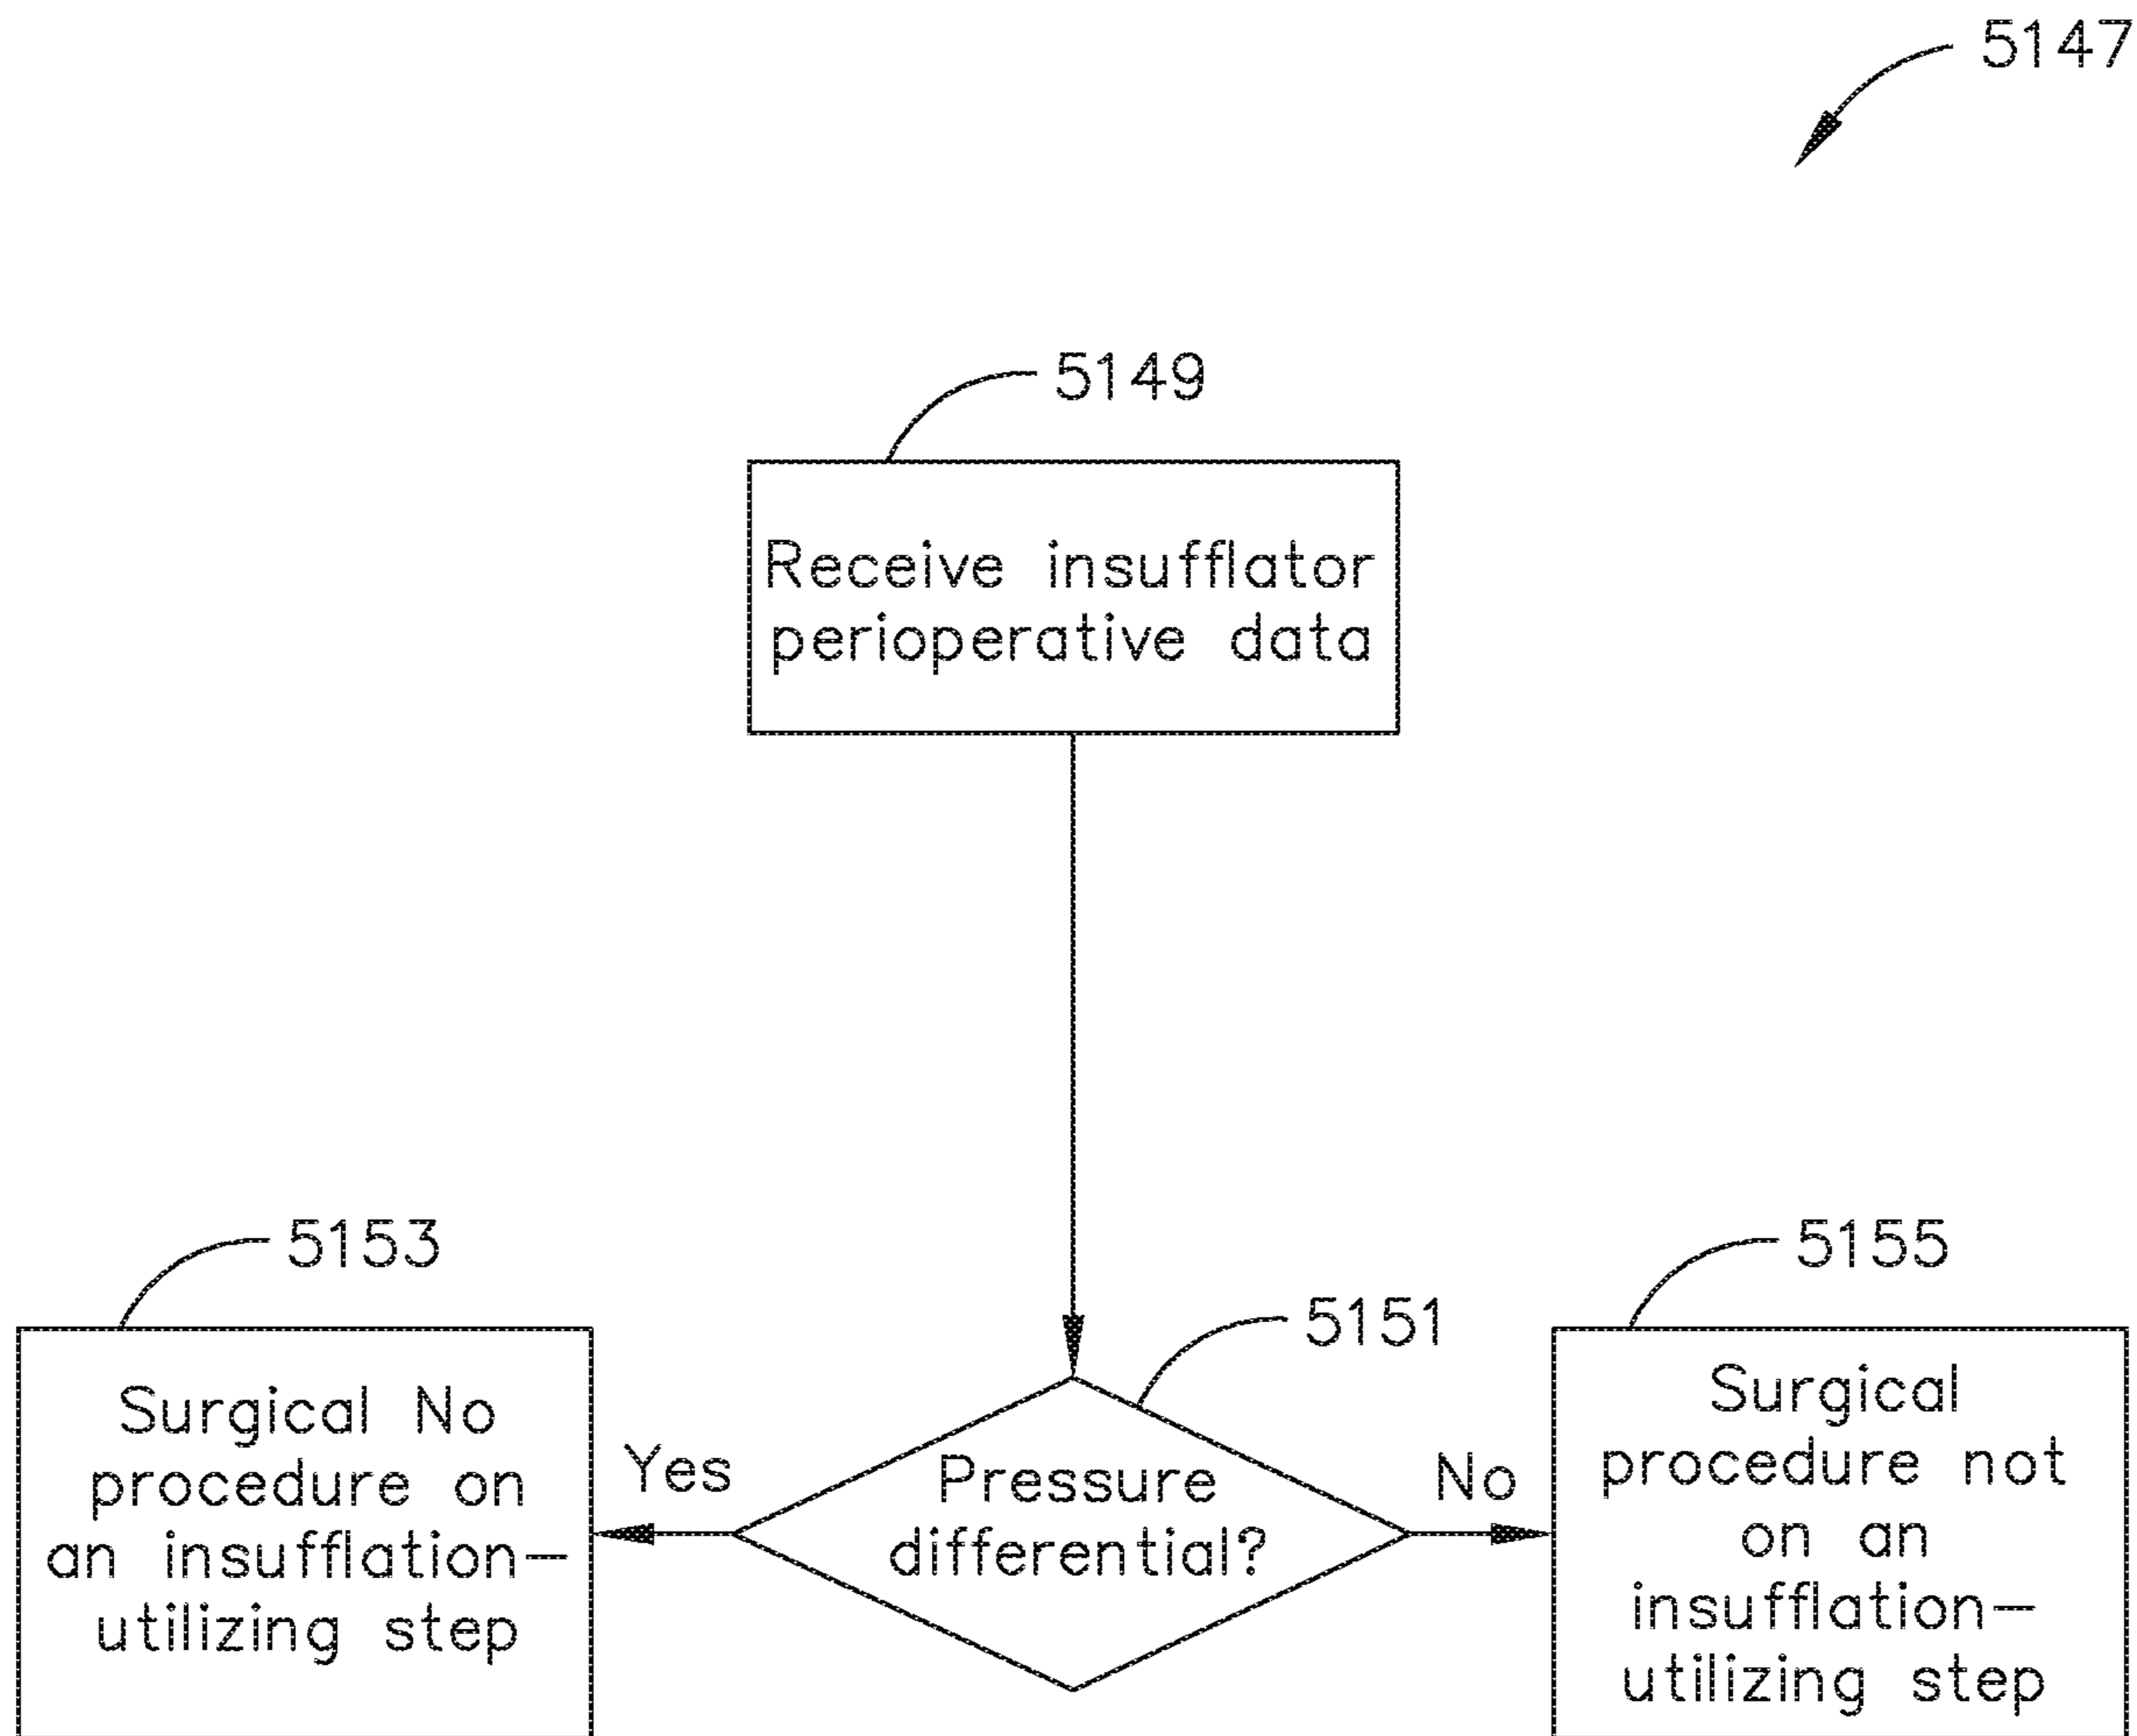 5147
5149
Receive insufflator
perioperative data
5153
Surgical No
procedure on
an insufflation—
utilizing step
Yes
5151
Pressure
differential?
No
5155
Surgical
procedure not
on an
insufflation—
utilizing step